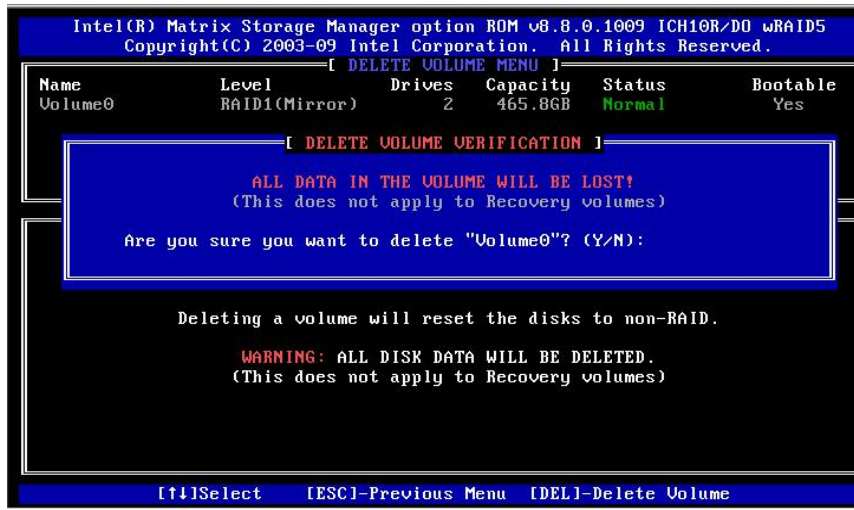 Intel(R) Matrix Storage Manager option ROM v8.8.0.1009 ICH10R/DO wRAID5
Copyright(C) 2003-09 Intel Corporation. All Rights Reserved.
[ DELETE VOLUME MENU ]
Name Level Drives Capacity Status Bootable
Volume0 RAID1(Mirror) 2 465.8GB Normal Yes
[ DELETE VOLUME VERIFICATION ]
ALL DATA IN THE VOLUME WILL BE LOST!
(This does not apply to Recovery volumes)
Are you sure you want to delete "Volume0"? (Y/N):
Deleting a volume will reset the disks to non-RAID.
WARNING: ALL DISK DATA WILL BE DELETED.
(This does not apply to Recovery volumes)
[↑↓]Select [ESC]-Previous Menu [DEL]-Delete Volume